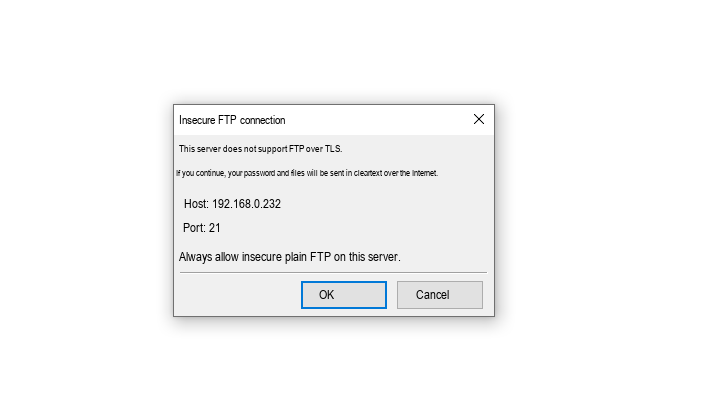 Insecure FTP connection
This server does not support FTP over TLS.
If you continue, your password and files will be sent in cleartext over the Internet.
Host: 192.168.0.232
Port: 21
Always allow insecure plain FTP on this server.
OK Cancel